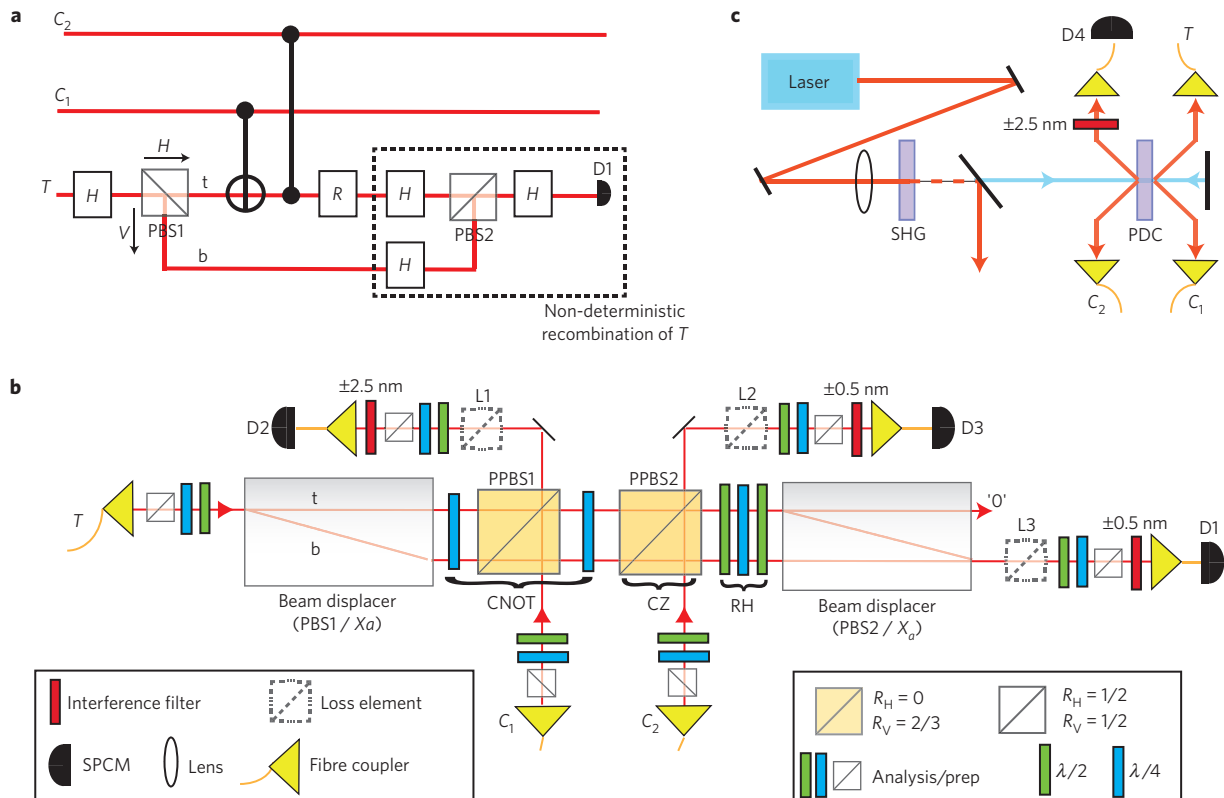 a
C2
C1
T
H
H
t
V
PBS1
b
R
H
H
PBS2
H
D1
Non-deterministic
recombination of T
c
Laser
SHG
D4
T
±2.5 nm
PDC
C2
C1
b
±2.5 nm
L1
D2
L2
±0.5 nm
D3
T
t
b
PPBS1
PPBS2
'0'
L3
±0.5 nm
D1
Beam displacer
(PBS1 / Xa)
CNOT
CZ
RH
Beam displacer
(PBS2 / Xa)
C1
C2
Interference filter
Loss element
SPCM
Lens
Fibre coupler
RH = 0
RV = 2/3
RH = 1/2
RV = 1/2
Analysis/prep
λ/2
λ/4